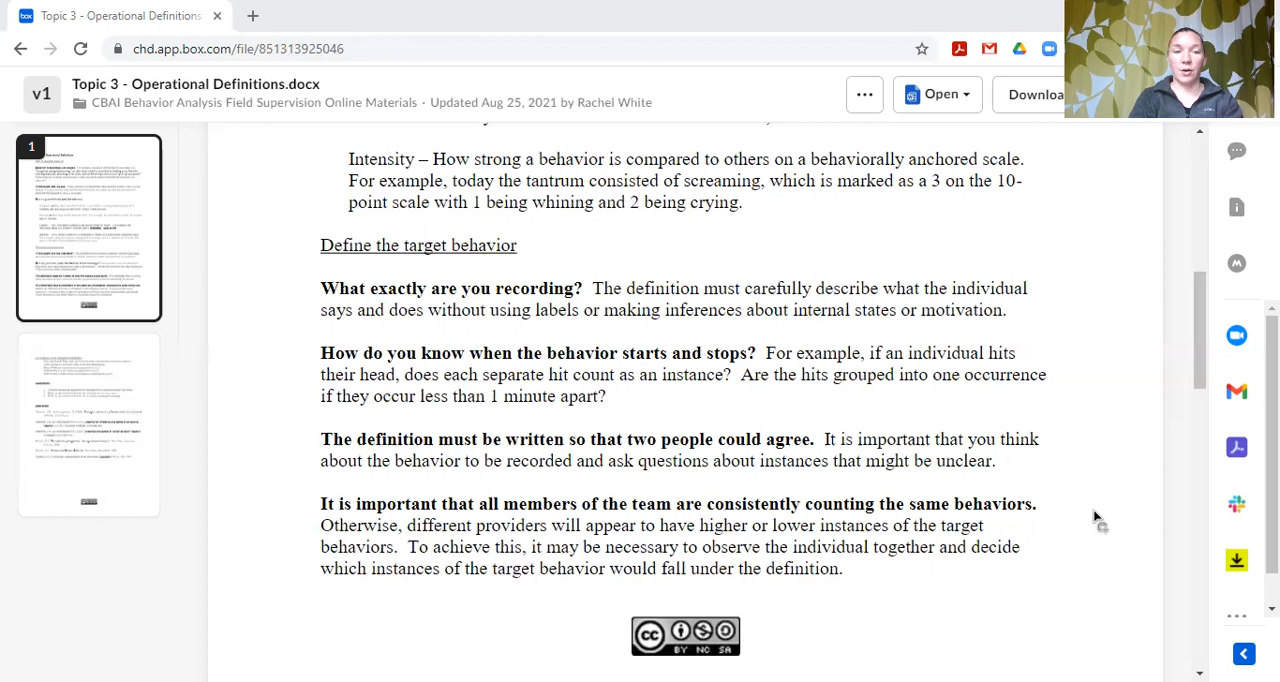 Topic 3 - Operational Definitions
chd.app.box.com/file/851313925046
v1
Topic 3 - Operational Definitions.docx
CBAI Behavior Analysis Field Supervision Online Materials · Updated Aug 25, 2021 by Rachel White
Open
Downloa
1
Intensity – How strong a behavior is compared to others on a behaviorally anchored scale.
For example, today the tantrum consisted of screaming, which is marked as a 3 on the 10-
point scale with 1 being whining and 2 being crying.
Define the target behavior
What exactly are you recording? The definition must carefully describe what the individual
says and does without using labels or making inferences about internal states or motivation.
How do you know when the behavior starts and stops? For example, if an individual hits
their head, does each separate hit count as an instance? Are the hits grouped into one occurrence
if they occur less than 1 minute apart?
The definition must be written so that two people could agree. It is important that you think
about the behavior to be recorded and ask questions about instances that might be unclear.
It is important that all members of the team are consistently counting the same behaviors.
Otherwise, different providers will appear to have higher or lower instances of the target
behaviors. To achieve this, it may be necessary to observe the individual together and decide
which instances of the target behavior would fall under the definition.
cc
BY NC SA